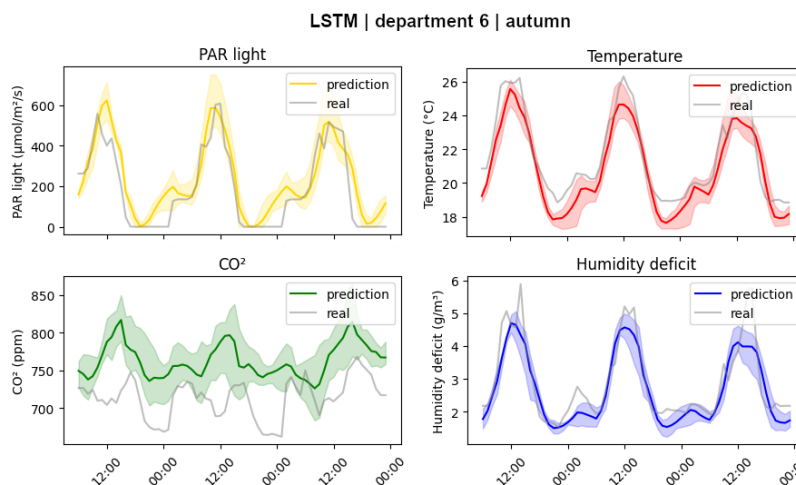 LSTM | department 6 | autumn
PAR light
PAR light (μmol/m²/s)
600
400
200
0
prediction
real
Temperature
Temperature (°C)
26
24
22
20
18
prediction
real
CO²
CO² (ppm)
850
800
750
700
prediction
real
12:00
00:00
12:00
00:00
12:00
00:00
Humidity deficit
Humidity deficit (g/m³)
6
5
4
3
2
prediction
real
12:00
00:00
12:00
00:00
12:00
00:00